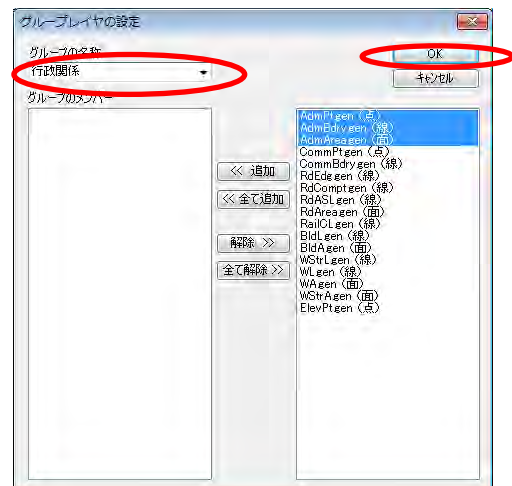 グループレイヤの設定
グループの名称
OK
行政関係
キャンセル
グループのメンバー
AdmPtgen (点)
AdmBdrygen (線)
AdmAreagen (面)
CommPtgen (点)
CommBdrygen (線)
RdEdggen (線)
RdComptgen (線)
RdASLgen (線)
RdAreagen (面)
RailCLgen (線)
BldLgen (線)
BldAgen (面)
WStrLgen (線)
WLgen (線)
WAgen (面)
WStrAgen (面)
ElevPtgen (点)
<< 追加
<< 全て追加
解除 >>
全て解除 >>